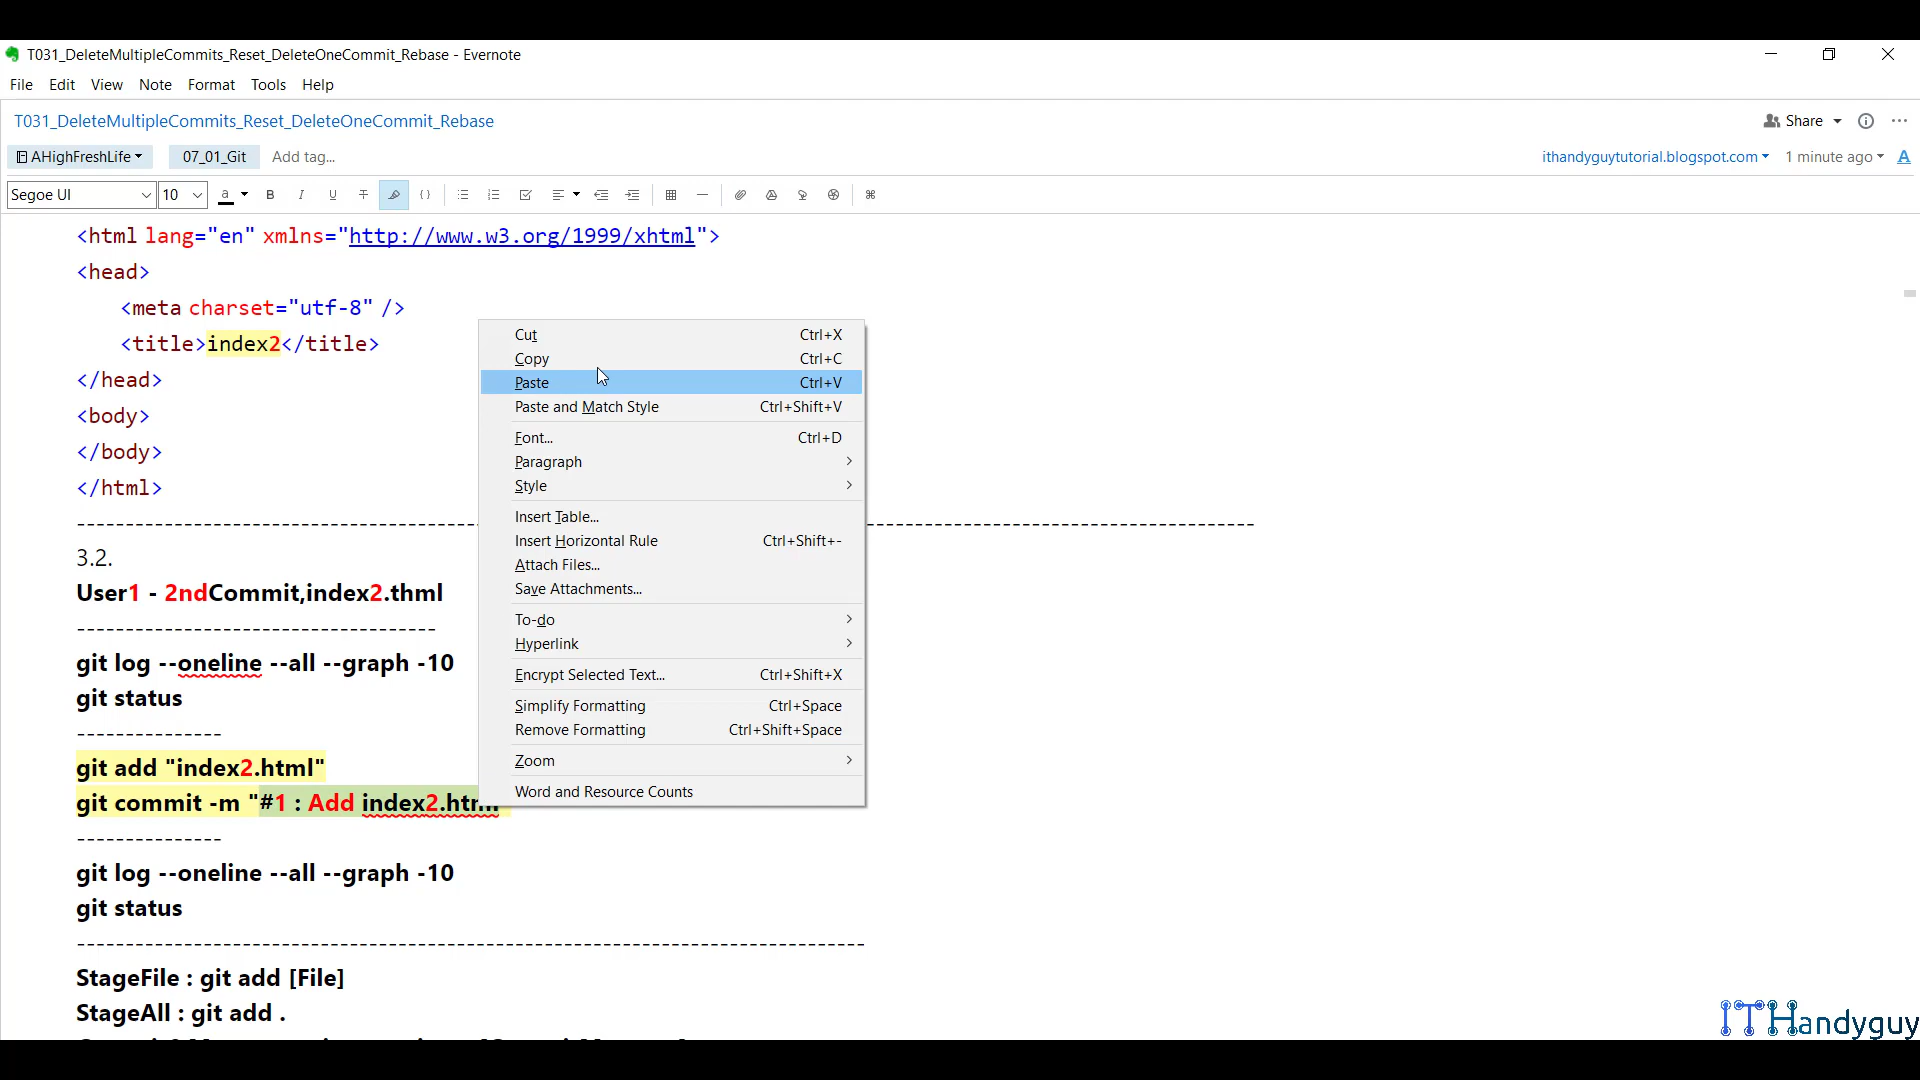 T031_DeleteMultipleCommits_Reset_DeleteOneCommit_Rebase - Evernote
File Edit View Note Format Tools Help
T031_DeleteMultipleCommits_Reset_DeleteOneCommit_Rebase
Share
AHighFreshLife 07_01_Git Add tag...
ithandyguytutorial.blogspot.com 1 minute ago A
Segoe UI 10 a B I U T { }
<html lang="en" xmlns="http://www.w3.org/1999/xhtml">
<head>
<meta charset="utf-8" />
<title>index2</title>
</head>
<body>
</body>
</html>
--------------------------------------------------------------------------------
3.2.
User1 - 2ndCommit,index2.thml
-------------------------------------
git log --oneline --all --graph -10
git status
---------------
git add "index2.html"
git commit -m "#1 : Add index2.html
---------------
git log --oneline --all --graph -10
git status
--------------------------------------------------------------------------------
StageFile : git add [File]
StageAll : git add .
Cut Ctrl+X
Copy Ctrl+C
Paste Ctrl+V
Paste and Match Style Ctrl+Shift+V
Font... Ctrl+D
Paragraph
Style
Insert Table...
Insert Horizontal Rule Ctrl+Shift+-
Attach Files...
Save Attachments...
To-do
Hyperlink
Encrypt Selected Text... Ctrl+Shift+X
Simplify Formatting Ctrl+Space
Remove Formatting Ctrl+Shift+Space
Zoom
Word and Resource Counts
ITHandyguy